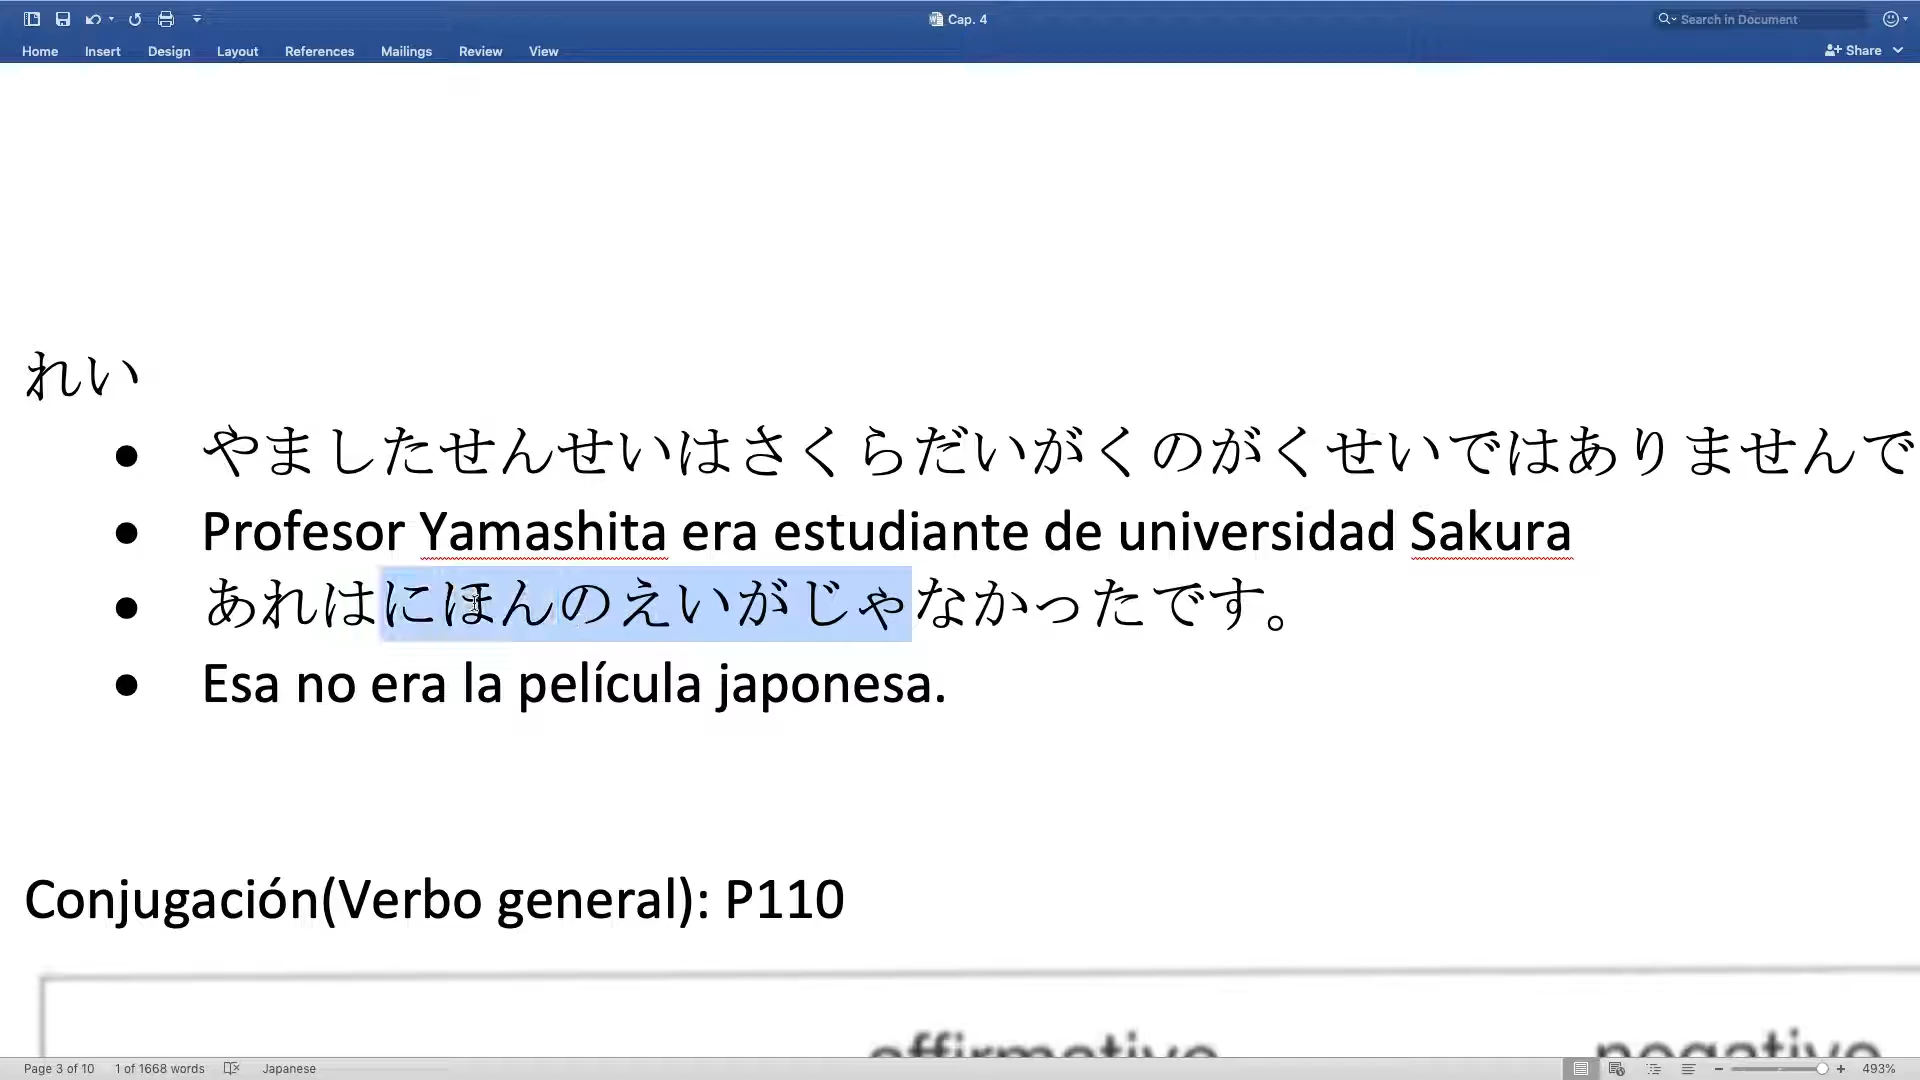 Cap. 4
Search in Document
Home Insert Design Layout References Mailings Review View
Share
れい
やましたせんせいはさくらだいがくのがくせいではありませんで
Profesor Yamashita era estudiante de universidad Sakura
あれはにほんのえいがじゃなかったです。
Esa no era la película japonesa.
Conjugación(Verbo general): P110
affirmative negative
Page 3 of 10 1 of 1668 words Japanese 493%